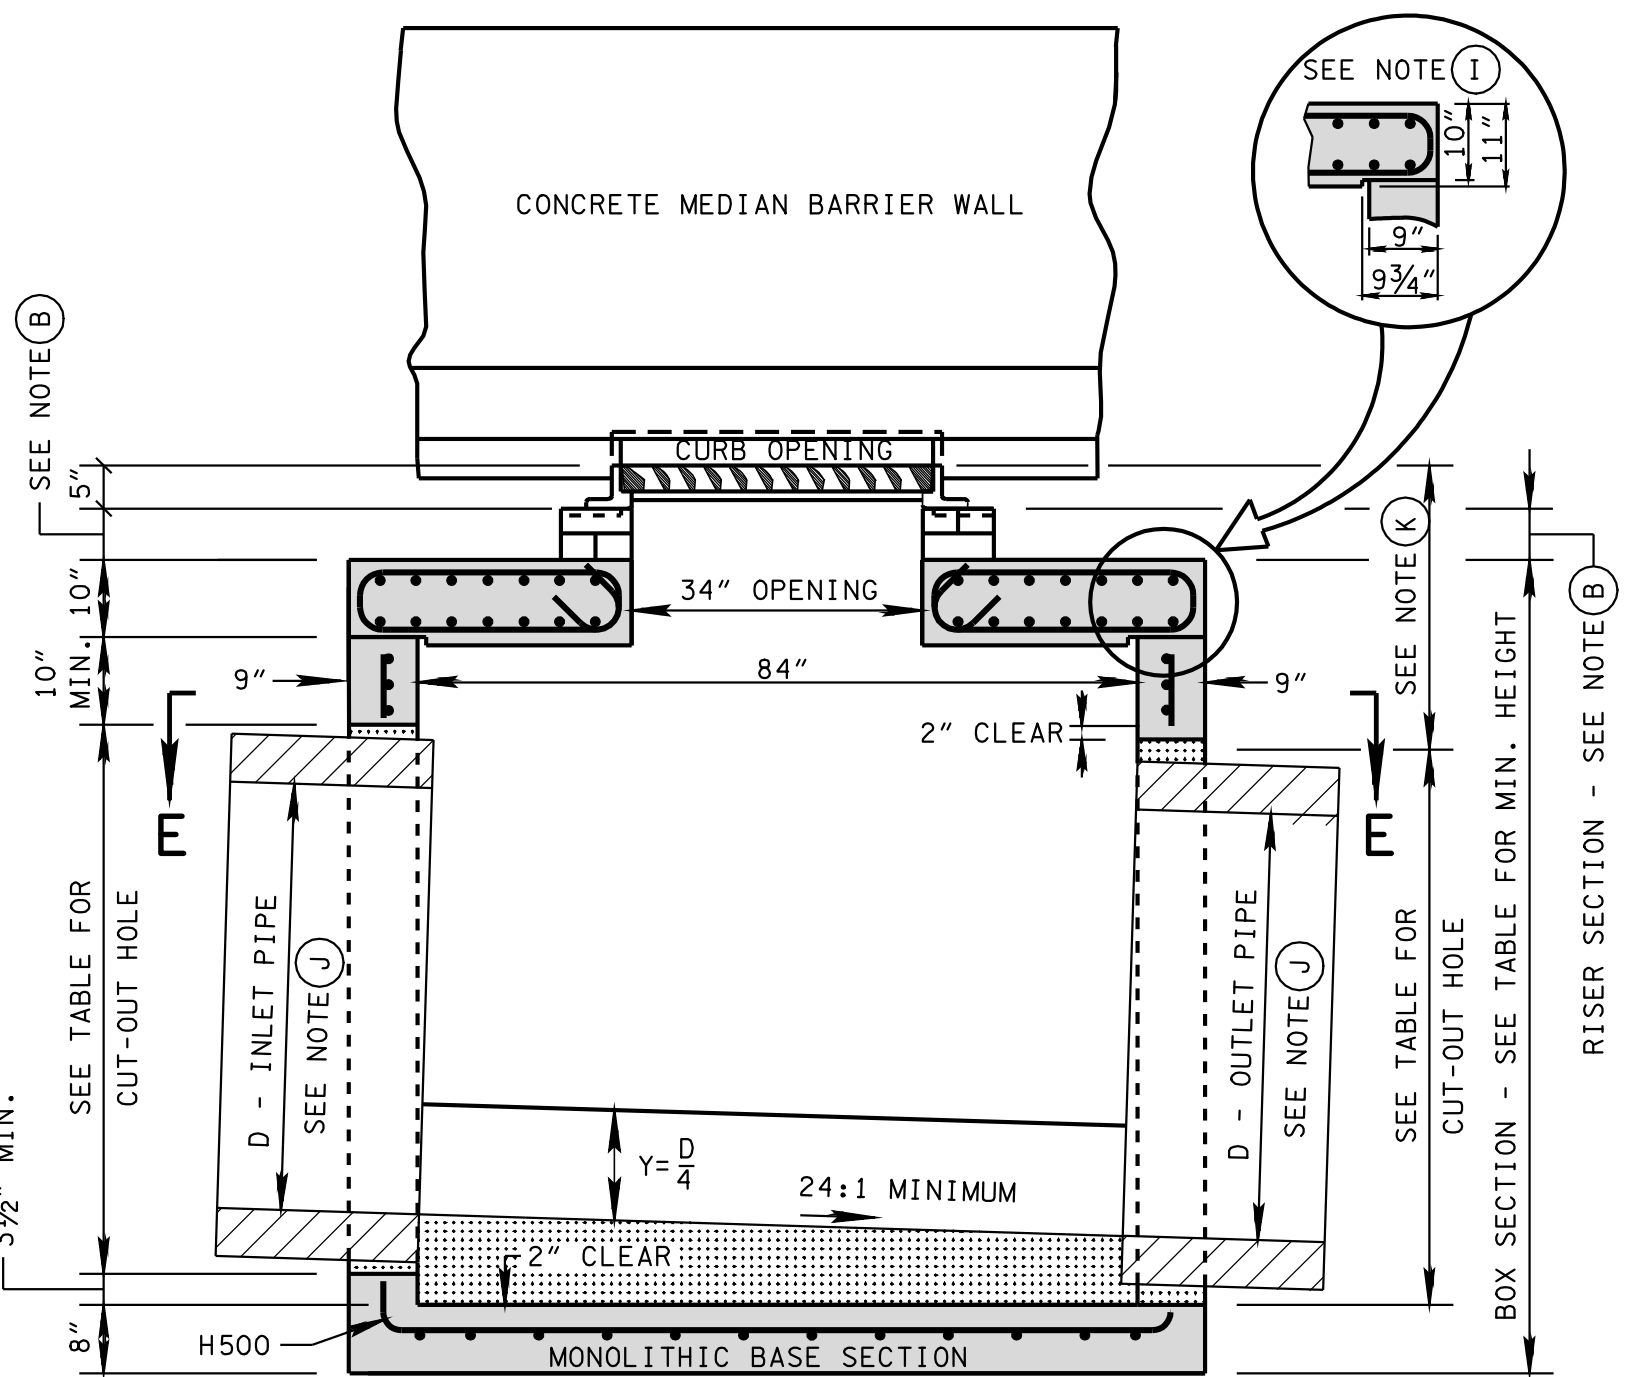 SEE NOTE I
10"
11"
9"
9¾"
CONCRETE MEDIAN BARRIER WALL
SEE NOTE B
CURB OPENING
5"
10"
34" OPENING
10"
MIN.
9"
84"
9"
2" CLEAR
SEE NOTE K
E
E
SEE TABLE FOR
CUT-OUT HOLE
D - INLET PIPE
SEE NOTE J
D - OUTLET PIPE
SEE NOTE J
SEE TABLE FOR
CUT-OUT HOLE
BOX SECTION - SEE TABLE FOR MIN. HEIGHT
RISER SECTION - SEE NOTE B
Y=D/4
24:1 MINIMUM
2" CLEAR
MIN.
8"
H500
MONOLITHIC BASE SECTION